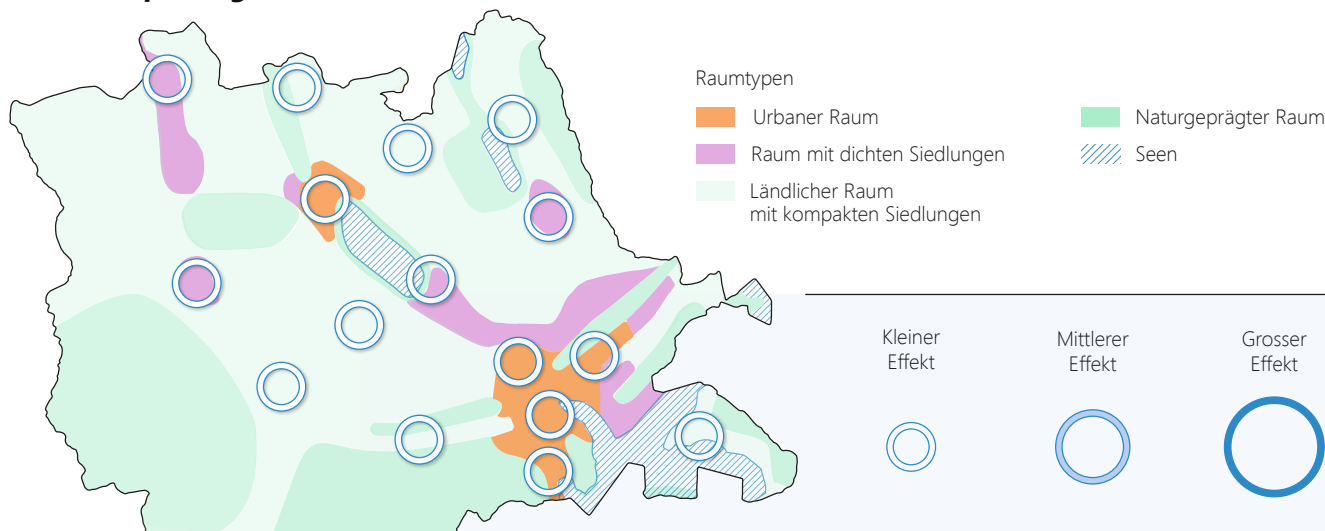 Raumtypen
Urbaner Raum
Raum mit dichten Siedlungen
Ländlicher Raum
mit kompakten Siedlungen
Naturgeprägter Raum
Seen
Kleiner
Effekt
Mittlerer
Effekt
Grosser
Effekt